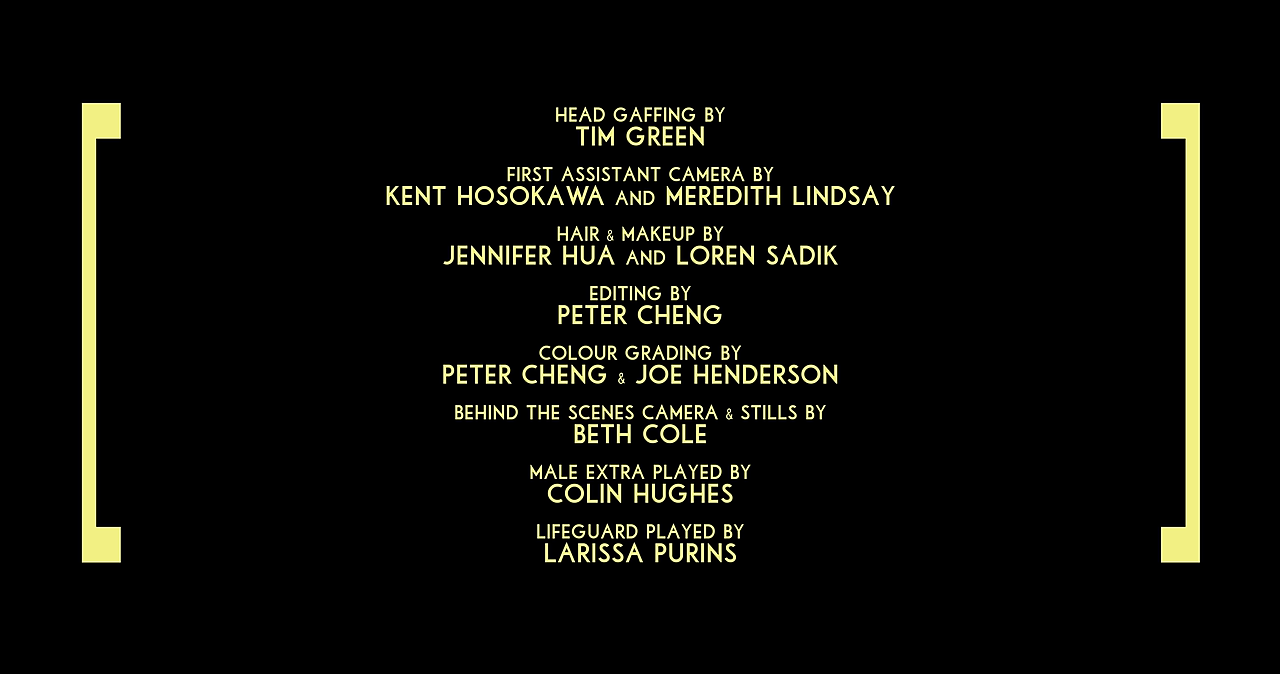 HEAD GAFFING BY
TIM GREEN
FIRST ASSISTANT CAMERA BY
KENT HOSOKAWA AND MEREDITH LINDSAY
HAIR & MAKEUP BY
JENNIFER HUA AND LOREN SADIK
EDITING BY
PETER CHENG
COLOUR GRADING BY
PETER CHENG & JOE HENDERSON
BEHIND THE SCENES CAMERA & STILLS BY
BETH COLE
MALE EXTRA PLAYED BY
COLIN HUGHES
LIFEGUARD PLAYED BY
LARISSA PURINS